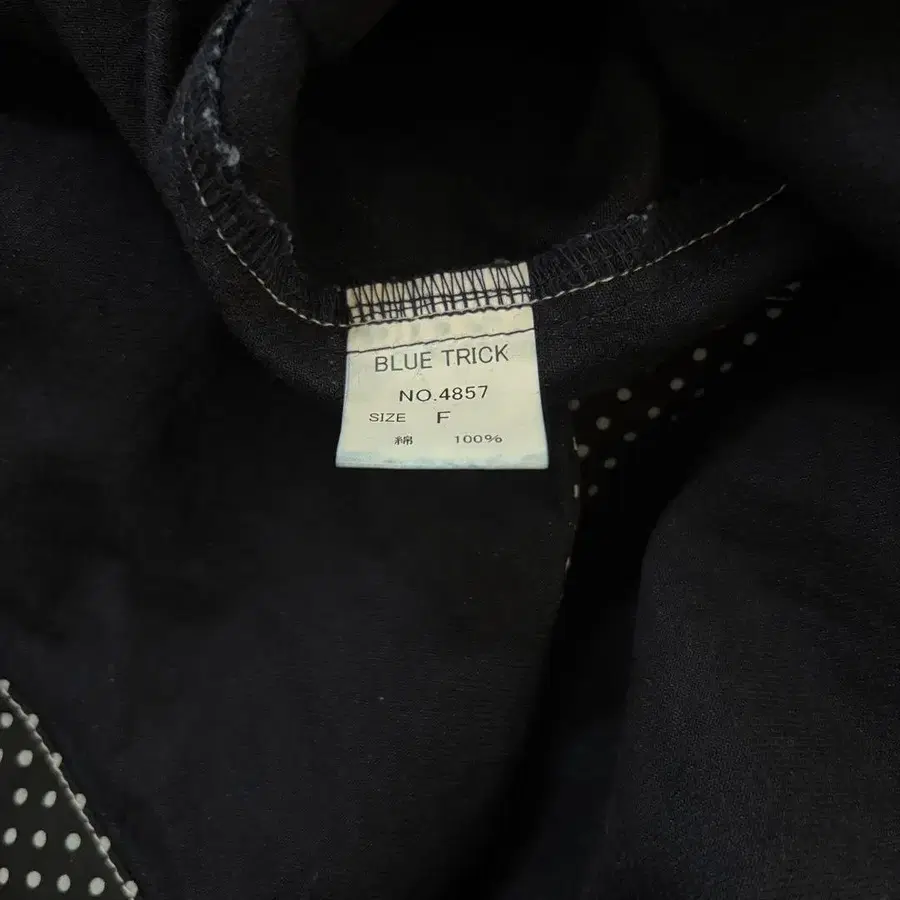 BLUE TRICK
NO.4857
SIZE F
綿 100%